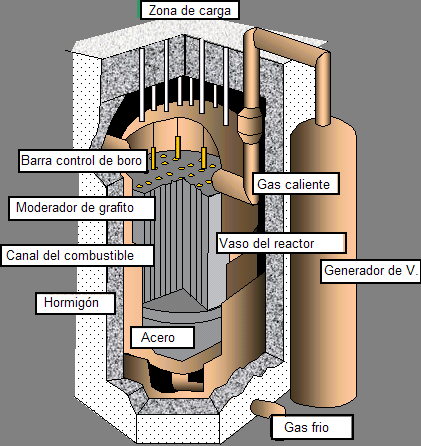 Zona de carga
Barra control de boro
Gas caliente
Moderador de grafito
Vaso del reactor
Canal del combustible
Generador de V.
Hormigón
Acero
Gas frio